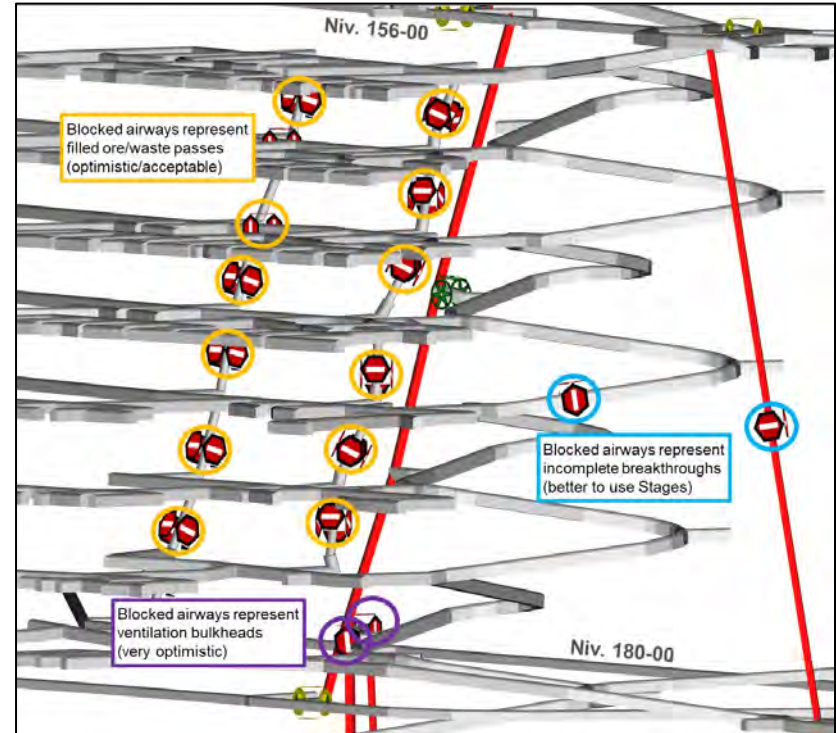 Niv. 156-00
Blocked airways represent
filled ore/waste passes
(optimistic/acceptable)
Blocked airways represent
incomplete breakthroughs
(better to use Stages)
Blocked airways represent
ventilation bulkheads
(very optimistic)
Niv. 180-00